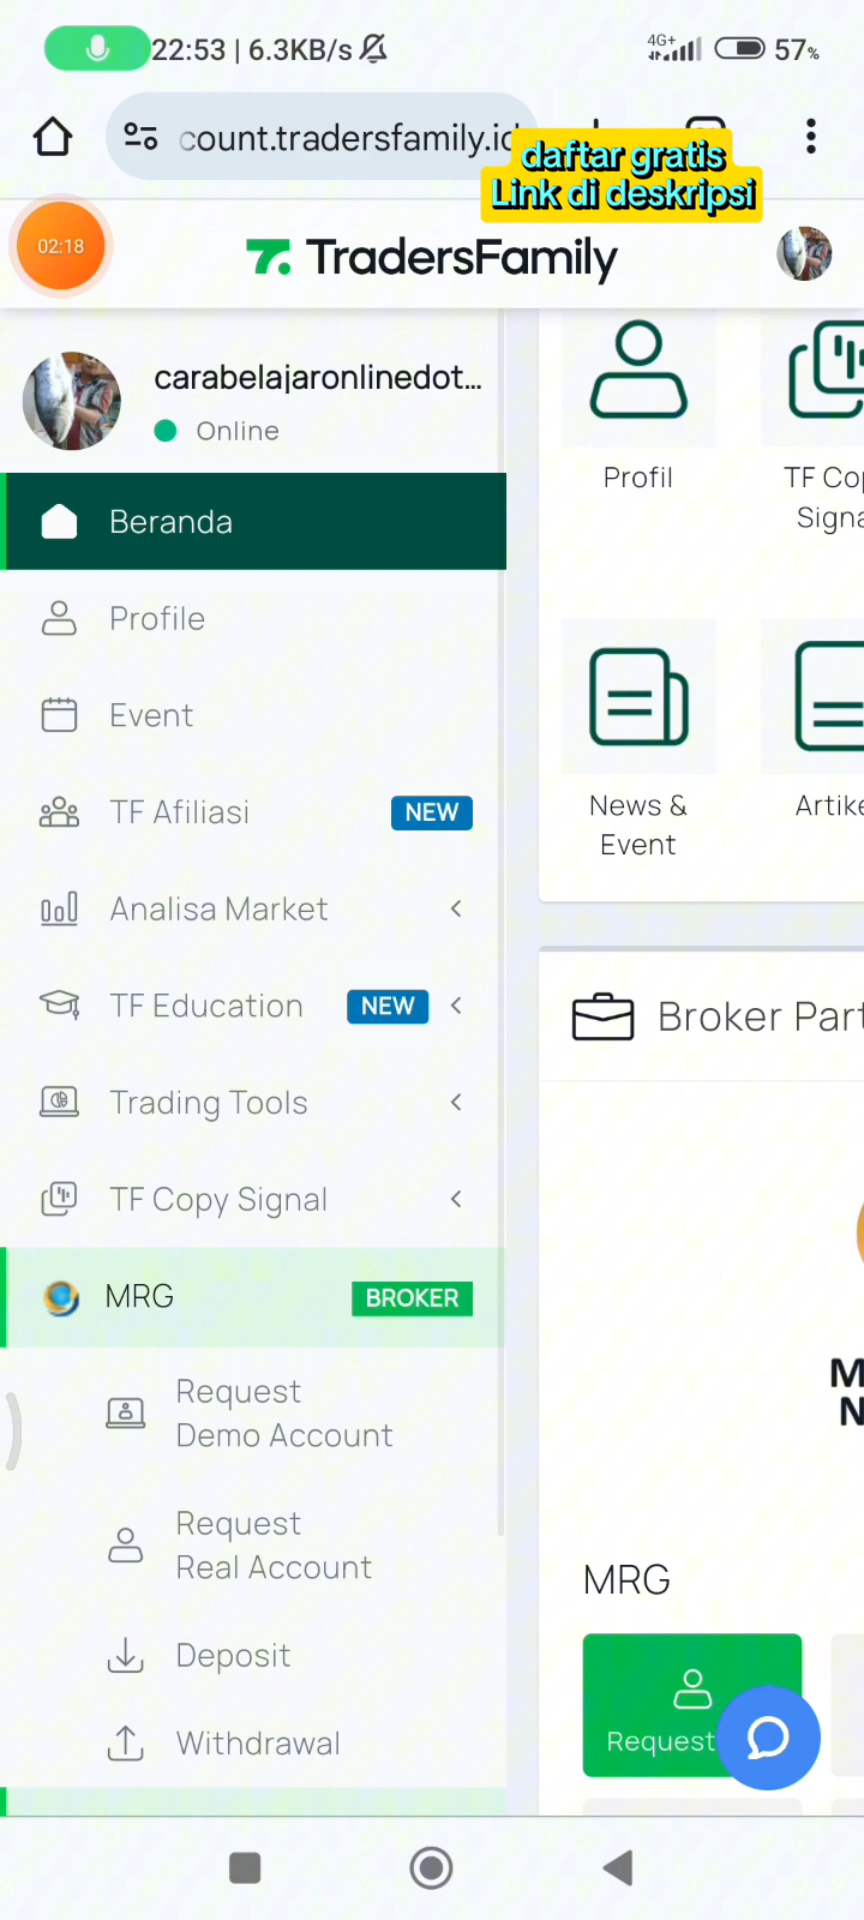 22:53 | 6.3KB/s
4G+
57%
count.tradersfamily.id
daftar gratis
Link di deskripsi
02:18
TradersFamily
carabelajaronlinedot...
Online
Beranda
Profile
Event
TF Afiliasi NEW
Analisa Market
TF Education NEW
Trading Tools
TF Copy Signal
MRG BROKER
Request
Demo Account
Request
Real Account
Deposit
Withdrawal
Profil
News &
Event
Broker
MRG
Request